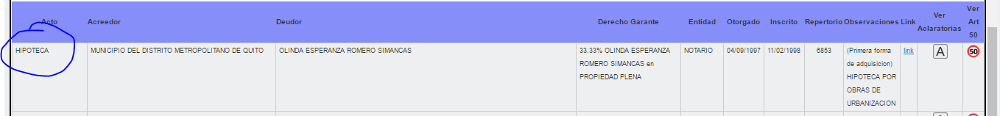 Acto Acreedor Deudor Derecho Garante Entidad Otorgado Inscrito Repertorio Observaciones Link Ver Aclaratorias Ver Art 50
HIPOTECA MUNICIPIO DEL DISTRITO METROPOLITANO DE QUITO OLINDA ESPERANZA ROMERO SIMANCAS 33.33% OLINDA ESPERANZA NOTARIO 04/09/1997 11/02/1998 6853 (Primera forma link A 50
ROMERO SIMANCAS en de adquisicion)
PROPIEDAD PLENA HIPOTECA POR
OBRAS DE
URBANIZACION